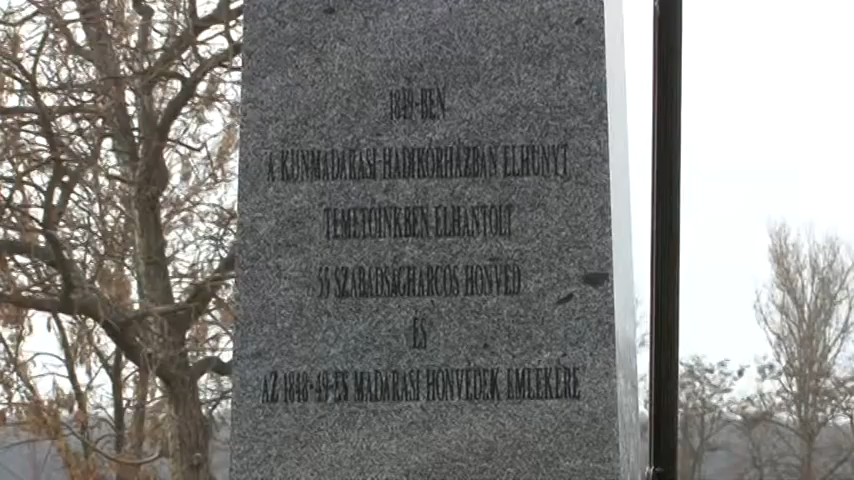 1849-BEN
A KUNMADARASI HADIKÓRHÁZBAN ELHUNYT
TEMETŐINKBEN ELHANTOLT
55 SZABADSÁGHARCOS HONVÉD
ÉS
AZ 1848-49-ES MADARASI HONVÉDEK EMLÉKÉRE